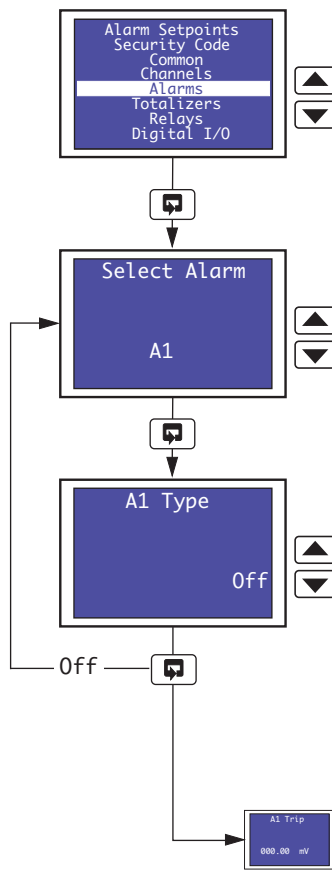 Alarm Setpoints
Security Code
Common
Channels
Alarms
Totalizers
Relays
Digital I/O
Select Alarm
A1
A1 Type
Off
Off
A1 Trip
000.00 mV